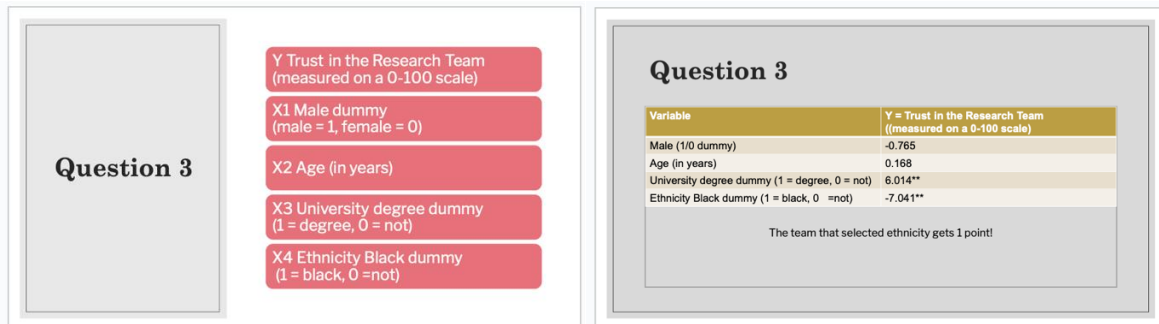 Question 3
Y Trust in the Research Team
(measured on a 0-100 scale)
X1 Male dummy
(male = 1, female = 0)
X2 Age (in years)
X3 University degree dummy
(1 = degree, 0 = not)
X4 Ethnicity Black dummy
(1 = black, 0 =not)
Question 3
Variable Y = Trust in the Research Team
((measured on a 0-100 scale)
Male (1/0 dummy) -0.765
Age (in years) 0.168
University degree dummy (1 = degree, 0 = not) 6.014**
Ethnicity Black dummy (1 = black, 0 =not) -7.041**
The team that selected ethnicity gets 1 point!